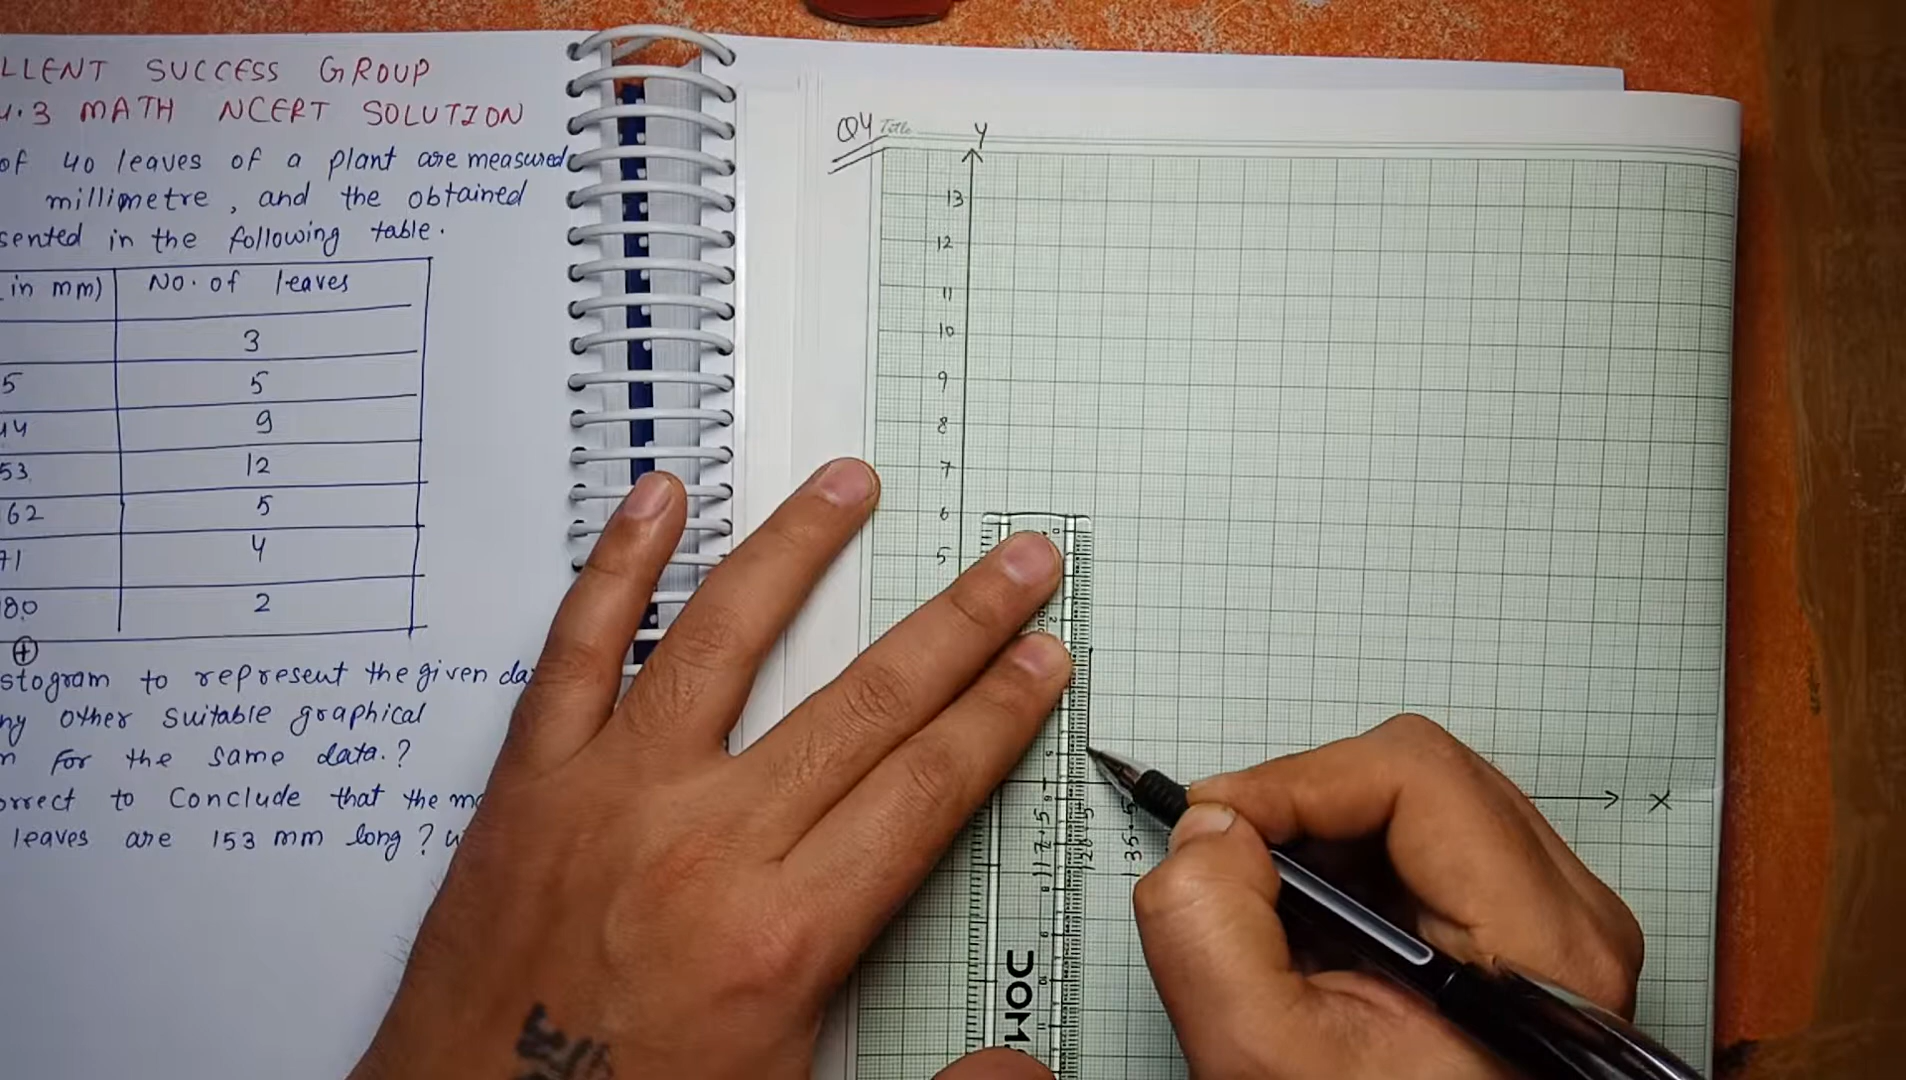 LLENT SUCCESS GROUP
4.3 MATH NCERT SOLUTION
of 40 leaves of a plant are measured
millimetre, and the obtained
sented in the following table.
in mm) No. of leaves
3
5 5
44 9
53 12
62 5
71 4
80 2
stogram to represent the given da
ny other suitable graphical
n for the same data.?
orrect to conclude that the m
leaves are 153 mm long?
Q4 Title
y
13
12
11
10
9
8
7
6
5
X
117.5
135.5
DOM